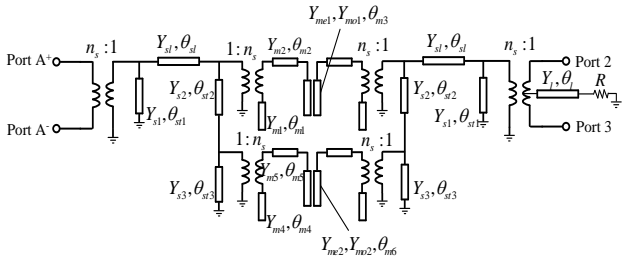 Y_{me1},Y_{mo1},θ_{m3}
n_s:1
Y_{sl},θ_{sl}
1:n_s
Y_{m2},θ_{m2}
n_s:1
Y_{sl},θ_{sl}
n_s:1
Port A⁺
Port 2
Y_{s2},θ_{st2}
Y_{s2},θ_{st2}
Y_l,θ_l
R
Y_{s1},θ_{st1}
Y_{m1},θ_{m1}
Y_{s1},θ_{st1}
Port A⁻
Port 3
1:n_s
n_s:1
Y_{m5},θ_{m5}
Y_{s3},θ_{st3}
Y_{s3},θ_{st3}
Y_{m4},θ_{m4}
Y_{me2},Y_{mo2},θ_{m6}